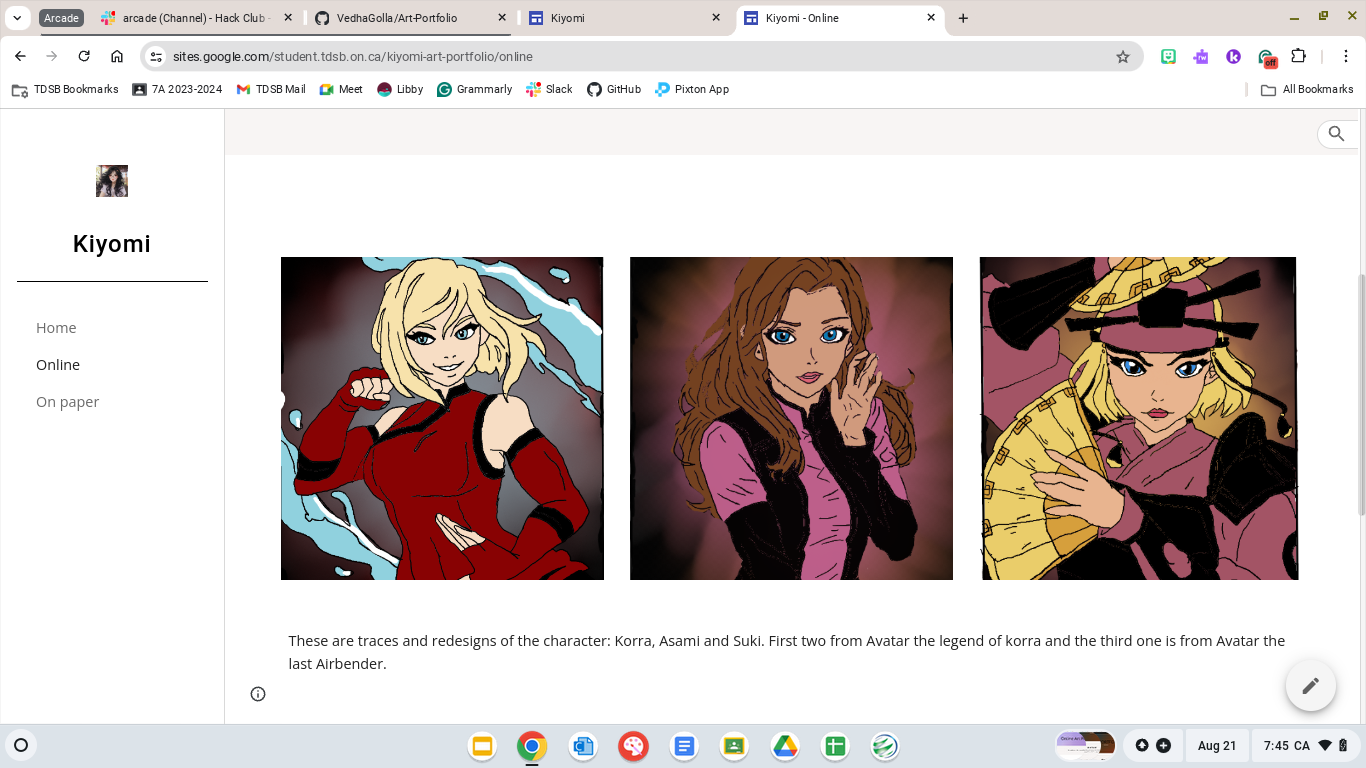 Arcade
arcade (Channel) - Hack Club -
VedhaGolla/Art-Portfolio
Kiyomi
Kiyomi - Online
sites.google.com/student.tdsb.on.ca/kiyomi-art-portfolio/online
off
TDSB Bookmarks
7A 2023-2024
TDSB Mail
Meet
Libby
Grammarly
Slack
GitHub
Pixton App
All Bookmarks
Kiyomi
Home
Online
On paper
These are traces and redesigns of the character: Korra, Asami and Suki. First two from Avatar the legend of korra and the third one is from Avatar the
last Airbender.
Aug 21
7:45 CA